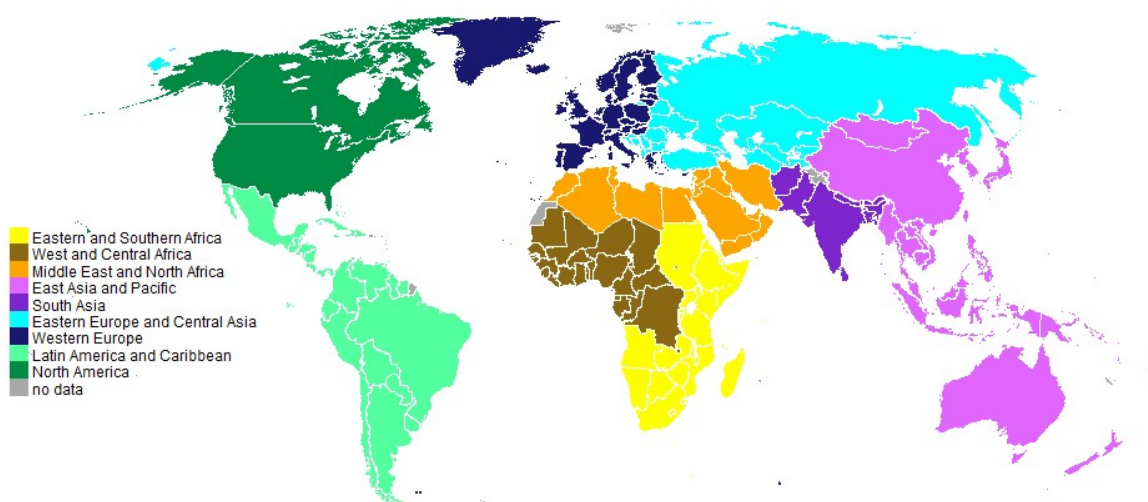 Eastern and Southern Africa
West and Central Africa
Middle East and North Africa
East Asia and Pacific
South Asia
Eastern Europe and Central Asia
Western Europe
Latin America and Caribbean
North America
no data